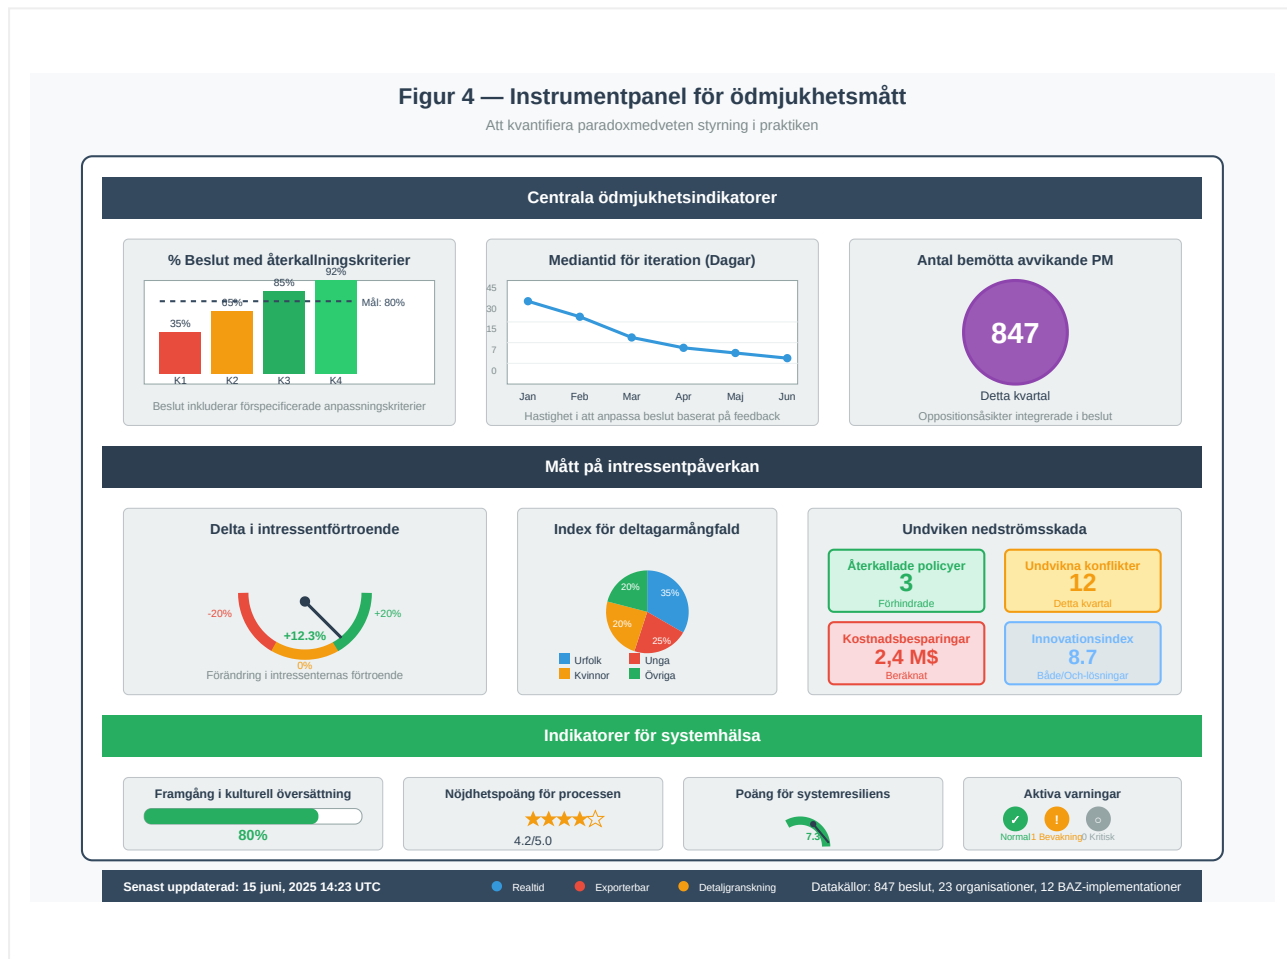 Figur 4 — Instrumentpanel för ödmjukhetsmått
Att kvantifiera paradoxmedveten styrning i praktiken
Centrala ödmjukhetsindikatorer
% Beslut med återkallningskriterier
92%
85%
65%
Mål: 80%
35%
K1 K2 K3 K4
Beslut inkluderar förspecificerade anpassningskriterier
Mediantid för iteration (Dagar)
45
30
15
7
0
Jan Feb Mar Apr Maj Jun
Hastighet i att anpassa beslut baserat på feedback
Antal bemötta avvikande PM
847
Detta kvartal
Oppositionsåsikter integrerade i beslut
Mått på intressentpåverkan
Delta i intressentförtroende
-20%
+20%
+12.3%
0%
Förändring i intressenternas förtroende
Index för deltagarmångfald
20%
35%
20%
25%
Urfolk Unga
Kvinnor Övriga
Undviken nedströmsskada
Återkallade policyer
3
Förhindrade
Undvikna konflikter
12
Detta kvartal
Kostnadsbesparingar
2,4 M$
Beräknat
Innovationsindex
8.7
Både/Och-lösningar
Indikatorer för systemhälsa
Framgång i kulturell översättning
80%
Nöjdhetspoäng för processen
4.2/5.0
Poäng för systemresiliens
Aktiva varningar
Normal 1 Bevakning 0 Kritisk
Senast uppdaterad: 15 juni, 2025 14:23 UTC
Realtid Exporterbar Detaljgranskning
Datakällor: 847 beslut, 23 organisationer, 12 BAZ-implementationer